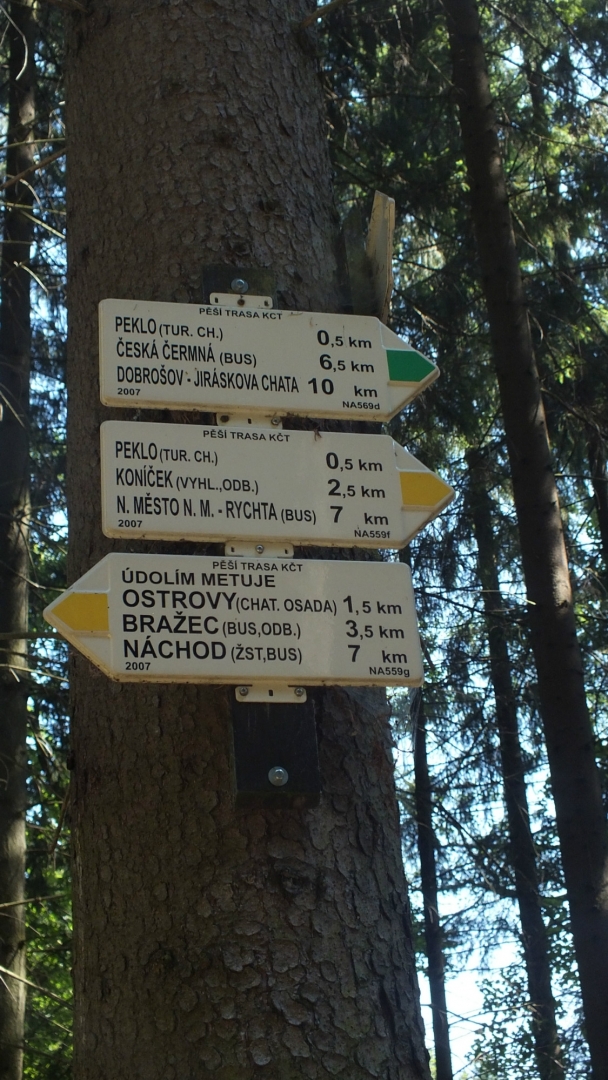 PĚŠÍ TRASA KČT
PEKLO (TUR. CH.) 0,5 km
ČESKÁ ČERMNÁ (BUS) 6,5 km
DOBROŠOV - JIRÁSKOVA CHATA 10 km
2007 NA569d
PĚŠÍ TRASA KČT
PEKLO (TUR. CH.) 0,5 km
KONÍČEK (VYHL.,ODB.) 2,5 km
N. MĚSTO N. M. - RYCHTA (BUS) 7 km
2007 NA559f
PĚŠÍ TRASA KČT
ÚDOLÍM METUJE
OSTROVY (CHAT. OSADA) 1,5 km
BRAŽEC (BUS,ODB.) 3,5 km
NÁCHOD (ŽST,BUS) 7 km
2007 NA559g